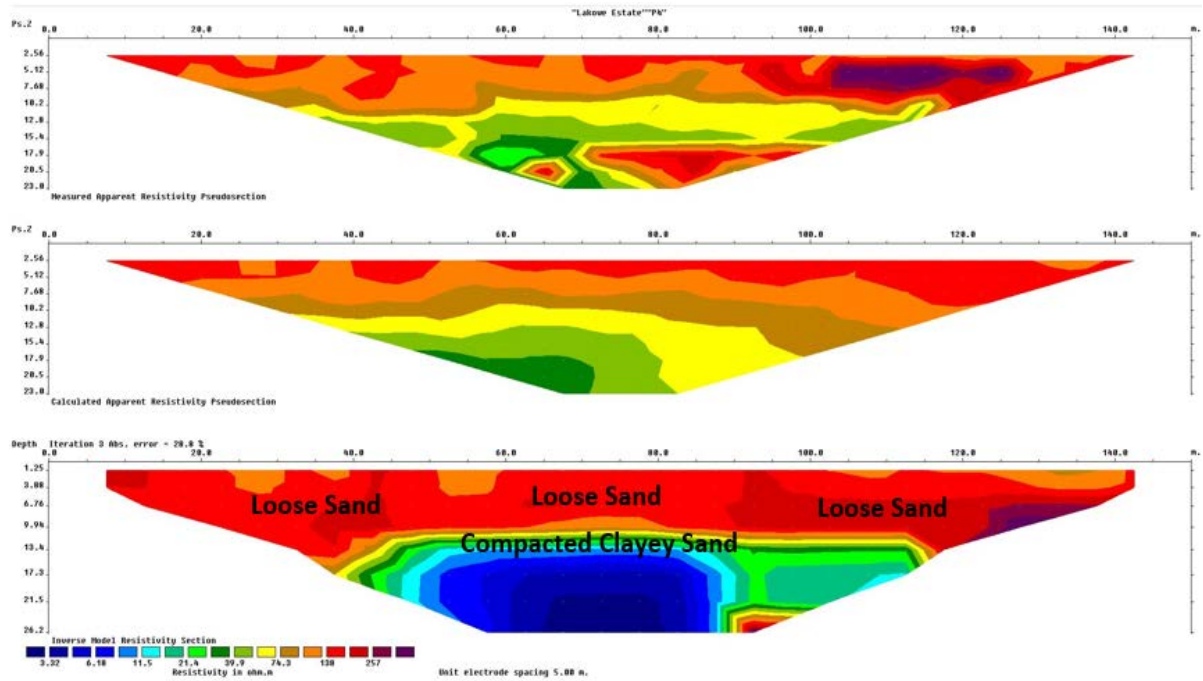 "Lakowe Estate""P4"
Ps.Z 0.0 20.0 40.0 60.0 80.0 100.0 120.0 140.0 m.
2.56
5.12
7.68
10.2
12.8
15.4
17.9
20.5
23.0
Measured Apparent Resistivity Pseudosection
Ps.Z 0.0 20.0 40.0 60.0 80.0 100.0 120.0 140.0 m.
2.56
5.12
7.68
10.2
12.8
15.4
17.9
20.5
23.0
Calculated Apparent Resistivity Pseudosection
Depth Iteration 3 Abs. error = 28.8 %
0.0 20.0 40.0 60.0 80.0 100.0 120.0 140.0 m.
1.25
3.88
6.76
9.94
13.4
17.3
21.5
26.2
Loose Sand Loose Sand Loose Sand
Compacted Clayey Sand
Inverse Model Resistivity Section
3.32 6.18 11.5 21.4 39.9 74.3 138 257
Resistivity in ohm.m Unit electrode spacing 5.00 m.